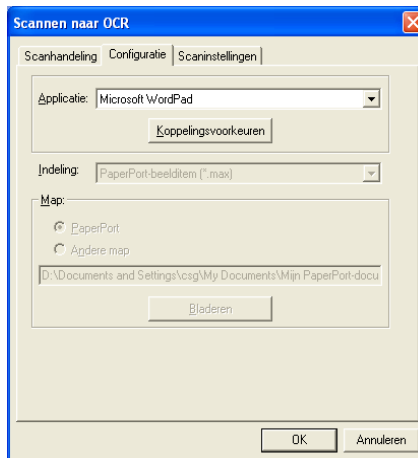 Scannen naar OCR
Scanhandeling Configuratie Scaninstellingen
Applicatie: Microsoft WordPad
Koppelingsvoorkeuren
Indeling: PaperPort-beelditem (*.max)
Map:
PaperPort
Andere map
D:\Documents and Settings\csg\My Documents\Mijn PaperPort-docu
Bladeren
OK Annuleren